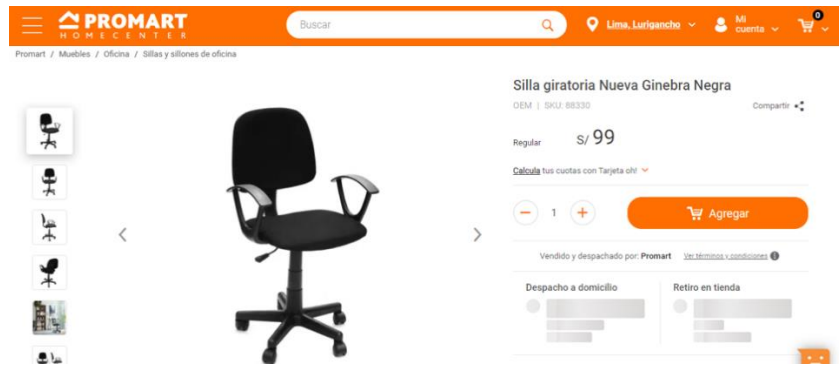 PROMART
HOMECENTER
Buscar
Lima, Lurigancho
Mi cuenta
0
Promart / Muebles / Oficina / Sillas y sillones de oficina
Silla giratoria Nueva Ginebra Negra
OEM | SKU: 88330
Compartir
Regular S/ 99
Calcula tus cuotas con Tarjeta oh!
1
Agregar
Vendido y despachado por: Promart Ver términos y condiciones
Despacho a domicilio
Retiro en tienda